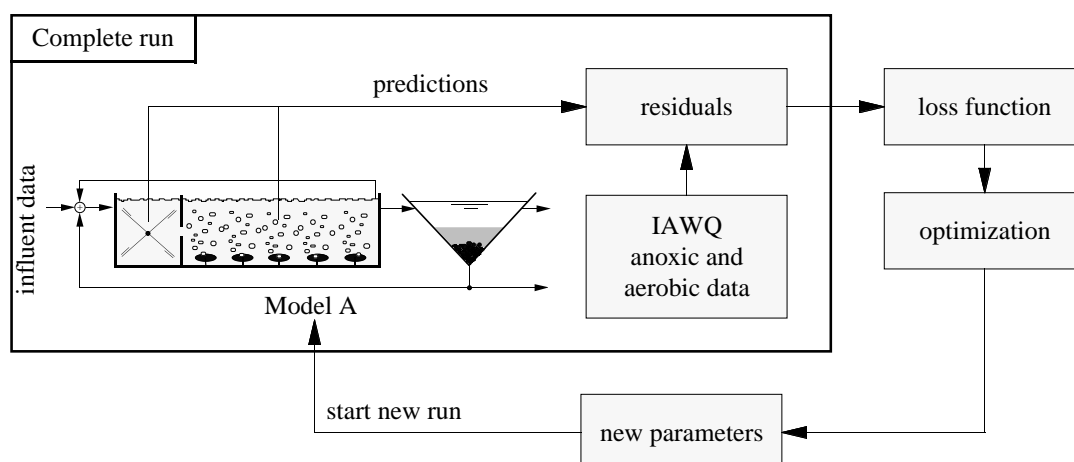 Complete run
predictions
residuals
loss function
influent data
IAWQ
anoxic and
aerobic data
optimization
Model A
start new run
new parameters